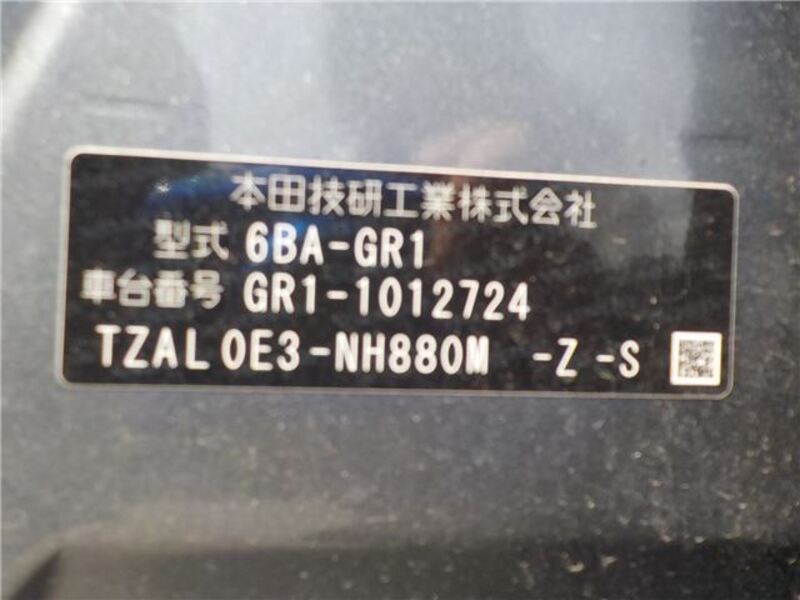 本田技研工業株式会社
型式 6BA-GR1
車台番号 GR1-1012724
TZAL 0E3-NH880M -Z -S